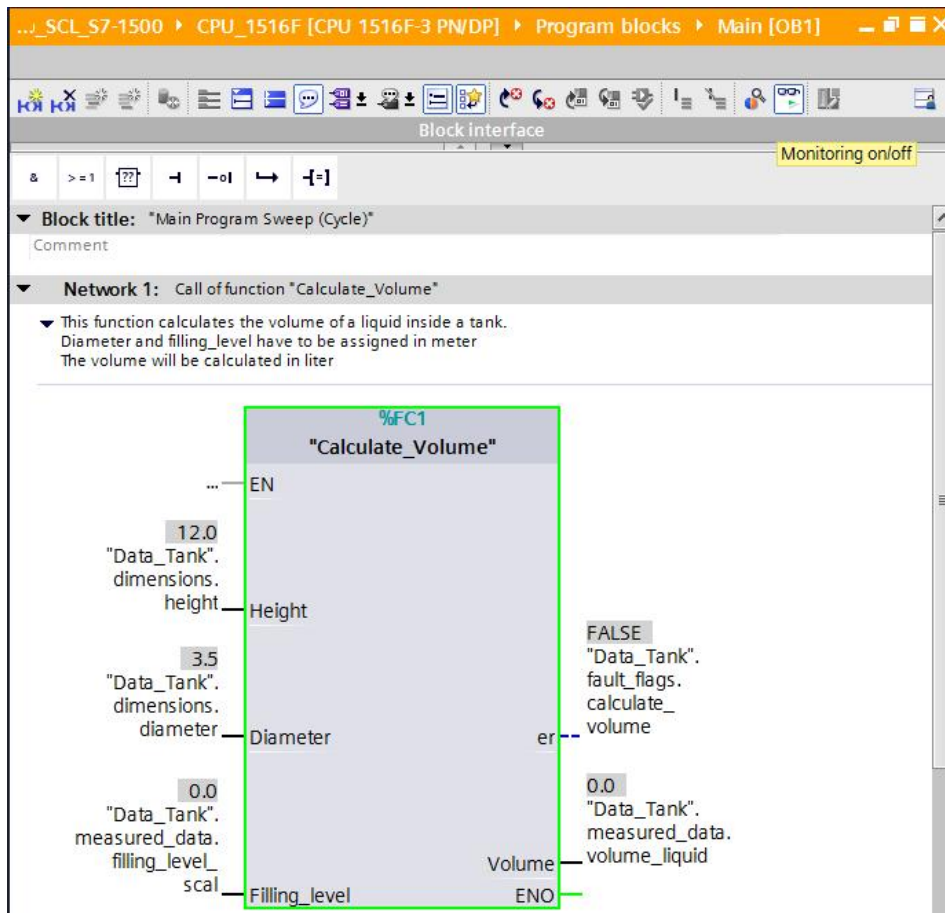 ..._SCL_S7-1500 ▸ CPU_1516F [CPU 1516F-3 PN/DP] ▸ Program blocks ▸ Main [OB1]
Block interface
Monitoring on/off
& >=1 ??
Block title: "Main Program Sweep (Cycle)"
Comment
Network 1: Call of function "Calculate_Volume"
This function calculates the volume of a liquid inside a tank.
Diameter and filling_level have to be assigned in meter
The volume will be calculated in liter
%FC1
"Calculate_Volume"
... EN
12.0
"Data_Tank".
dimensions.
height
Height
3.5
"Data_Tank".
dimensions.
diameter
Diameter
0.0
"Data_Tank".
measured_data.
filling_level_
scal
Filling_level
FALSE
"Data_Tank".
fault_flags.
calculate_
volume
er
0.0
"Data_Tank".
measured_data.
volume_liquid
Volume
ENO